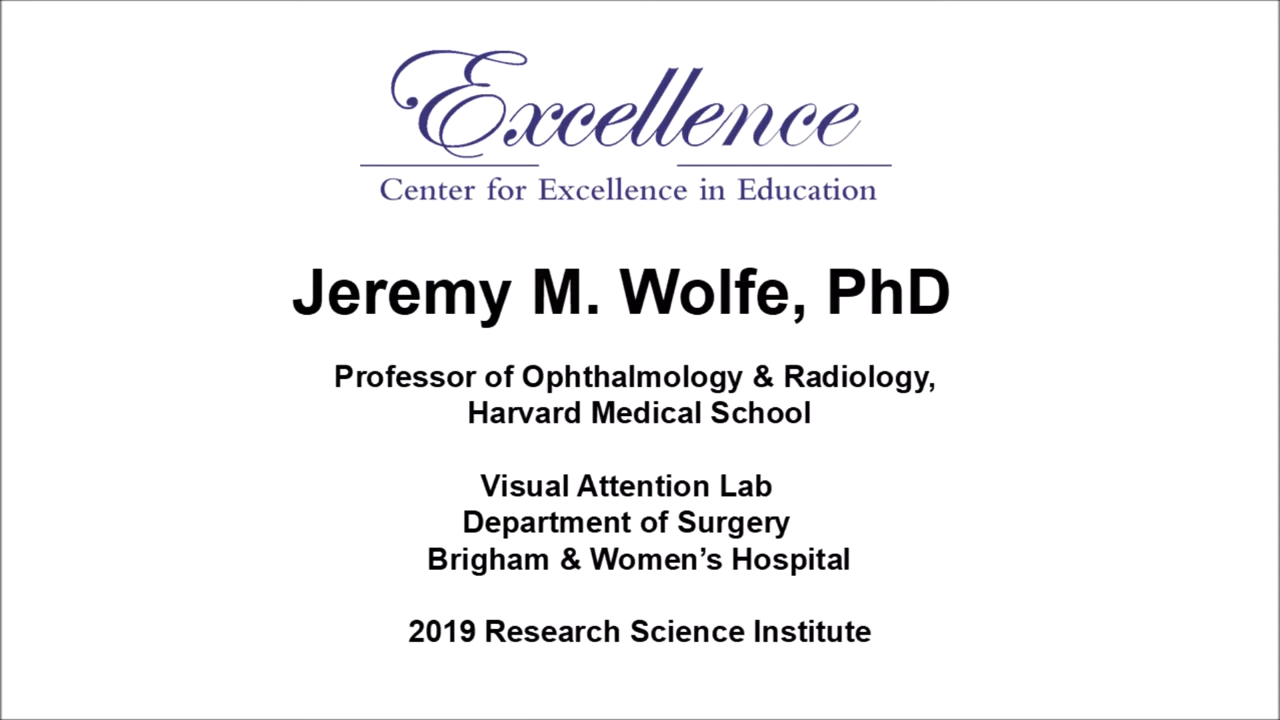 Excellence
Center for Excellence in Education
Jeremy M. Wolfe, PhD
Professor of Ophthalmology & Radiology,
Harvard Medical School
Visual Attention Lab
Department of Surgery
Brigham & Women’s Hospital
2019 Research Science Institute